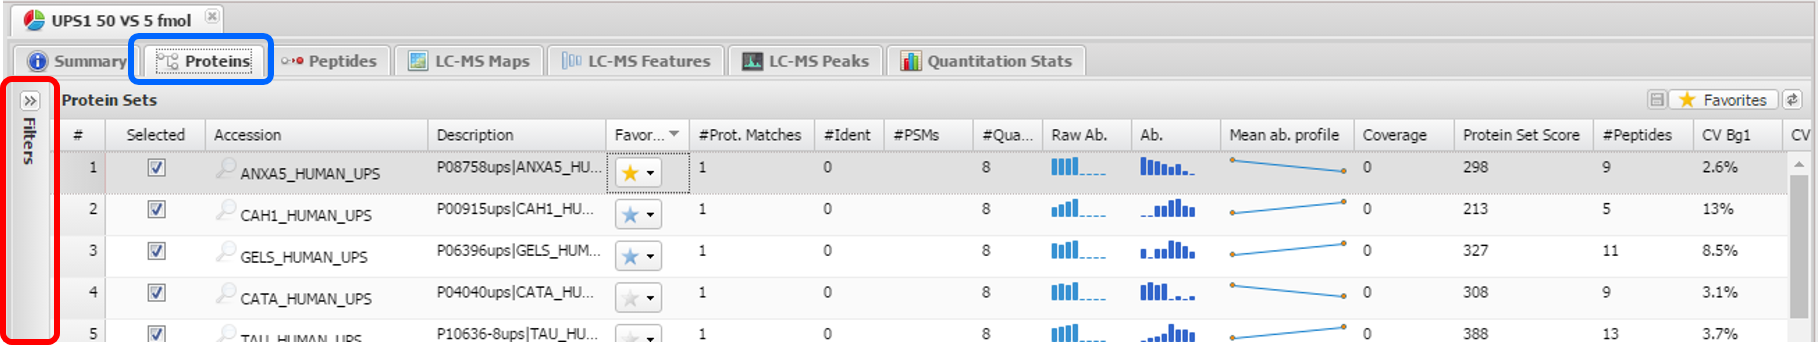 UPS1 50 VS 5 fmol
Summary Proteins Peptides LC-MS Maps LC-MS Features LC-MS Peaks Quantitation Stats
Filters
Protein Sets Favorites
# Selected Accession Description Favor... #Prot. Matches #Ident #PSMs #Qua... Raw Ab. Ab. Mean ab. profile Coverage Protein Set Score #Peptides CV Bg1 CV
1 ANXA5_HUMAN_UPS P08758ups|ANXA5_HU... 1 0 8 0 298 9 2.6%
2 CAH1_HUMAN_UPS P00915ups|CAH1_HU... 1 0 8 0 213 5 13%
3 GELS_HUMAN_UPS P06396ups|GELS_HUM... 1 0 8 0 327 11 8.5%
4 CATA_HUMAN_UPS P04040ups|CATA_HU... 1 0 8 0 308 9 3.1%
5 TAU_HUMAN_UPS P10636-8ups|TAU_HU... 1 0 8 0 388 13 3.7%